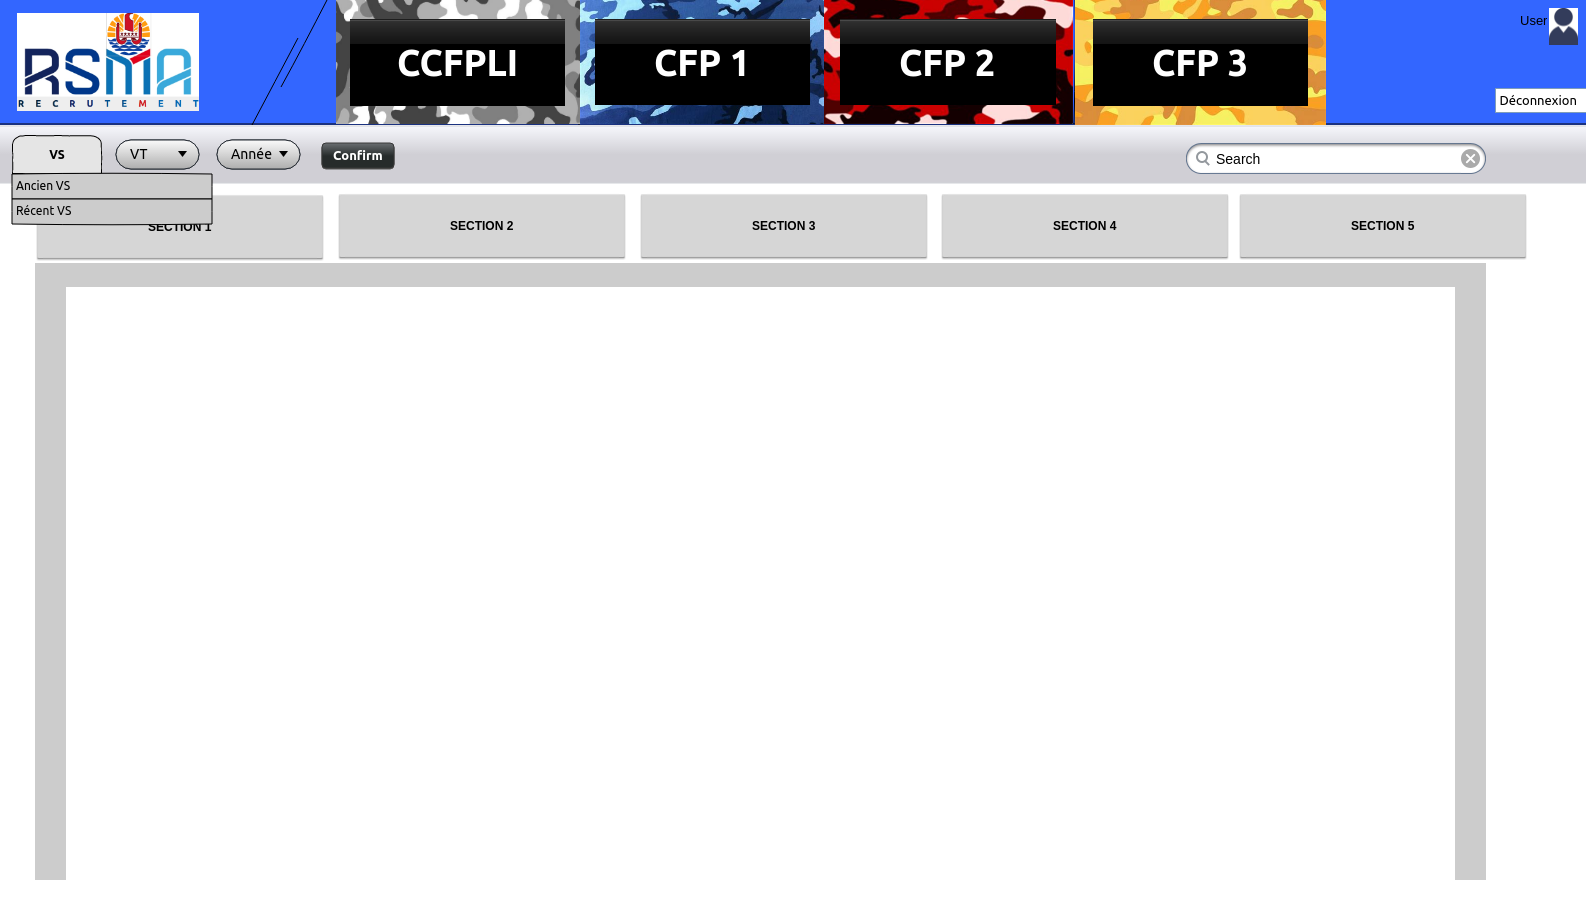 RSMA
RECRUTEMENT
CCFPLI
CFP 1
CFP 2
CFP 3
User
Déconnexion
VS
VT
Année
Confirm
Search
Ancien VS
Récent VS
SECTION 1
SECTION 2
SECTION 3
SECTION 4
SECTION 5